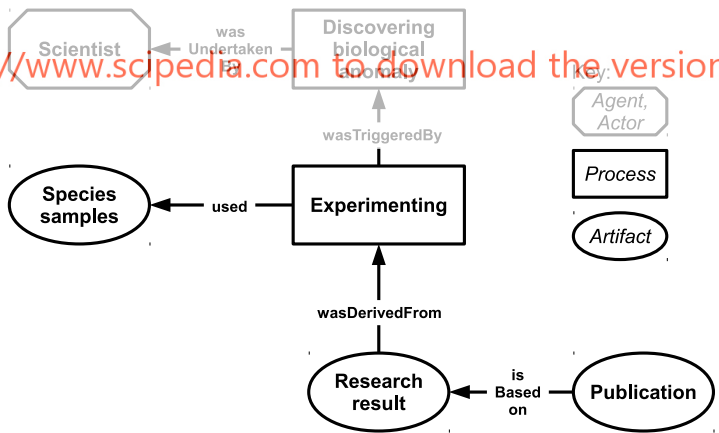 Scientist
was
Undertaken
By
Discovering
biological
anomaly
//www.scipedia.com to download the version
Key:
Agent,
Actor
wasTriggeredBy
Process
Species
samples
used
Experimenting
Artifact
wasDerivedFrom
Research
result
is
Based
on
Publication